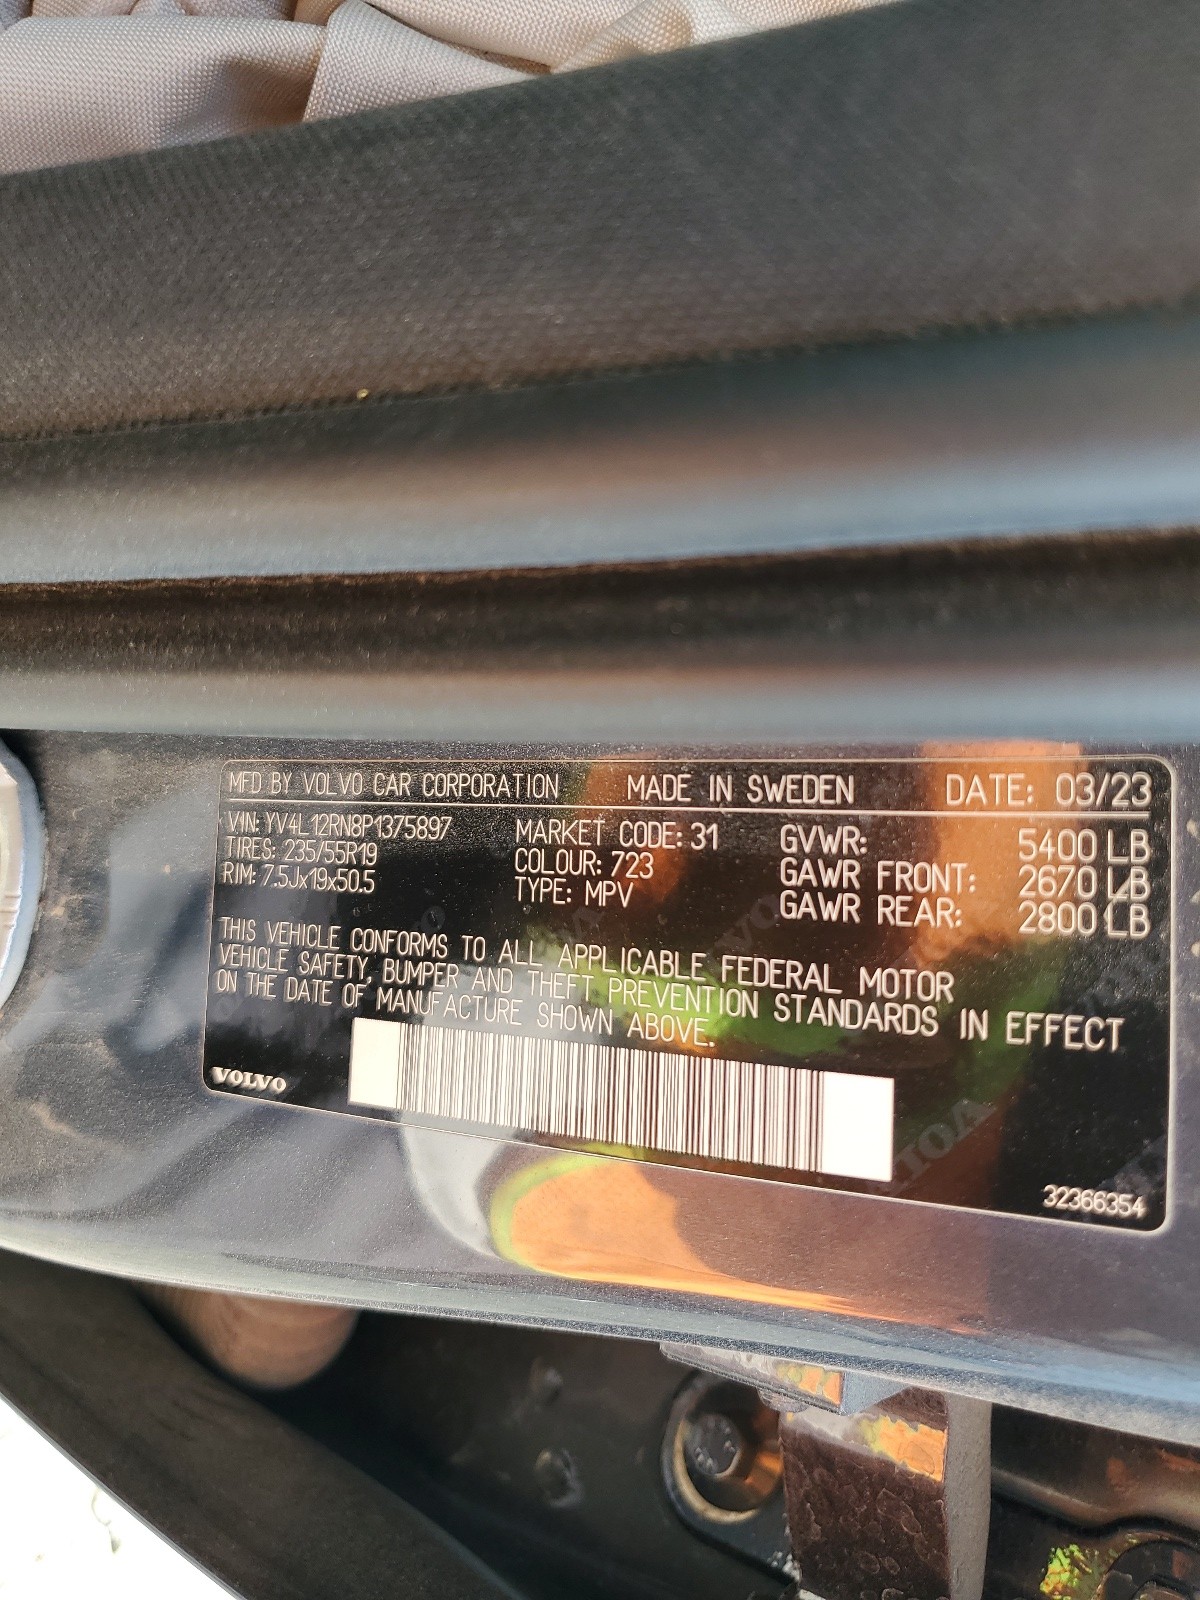 MFD BY VOLVO CAR CORPORATION MADE IN SWEDEN DATE: 03/23
VIN: YV4L12RN8P1375897 MARKET CODE: 31 GVWR: 5400 LB
TIRES: 235/55R19 COLOUR: 723 GAWR FRONT: 2670 LB
RIM: 7.5Jx19x50.5 TYPE: MPV GAWR REAR: 2800 LB
THIS VEHICLE CONFORMS TO ALL APPLICABLE FEDERAL MOTOR
VEHICLE SAFETY, BUMPER AND THEFT PREVENTION STANDARDS IN EFFECT
ON THE DATE OF MANUFACTURE SHOWN ABOVE.
VOLVO
32366354